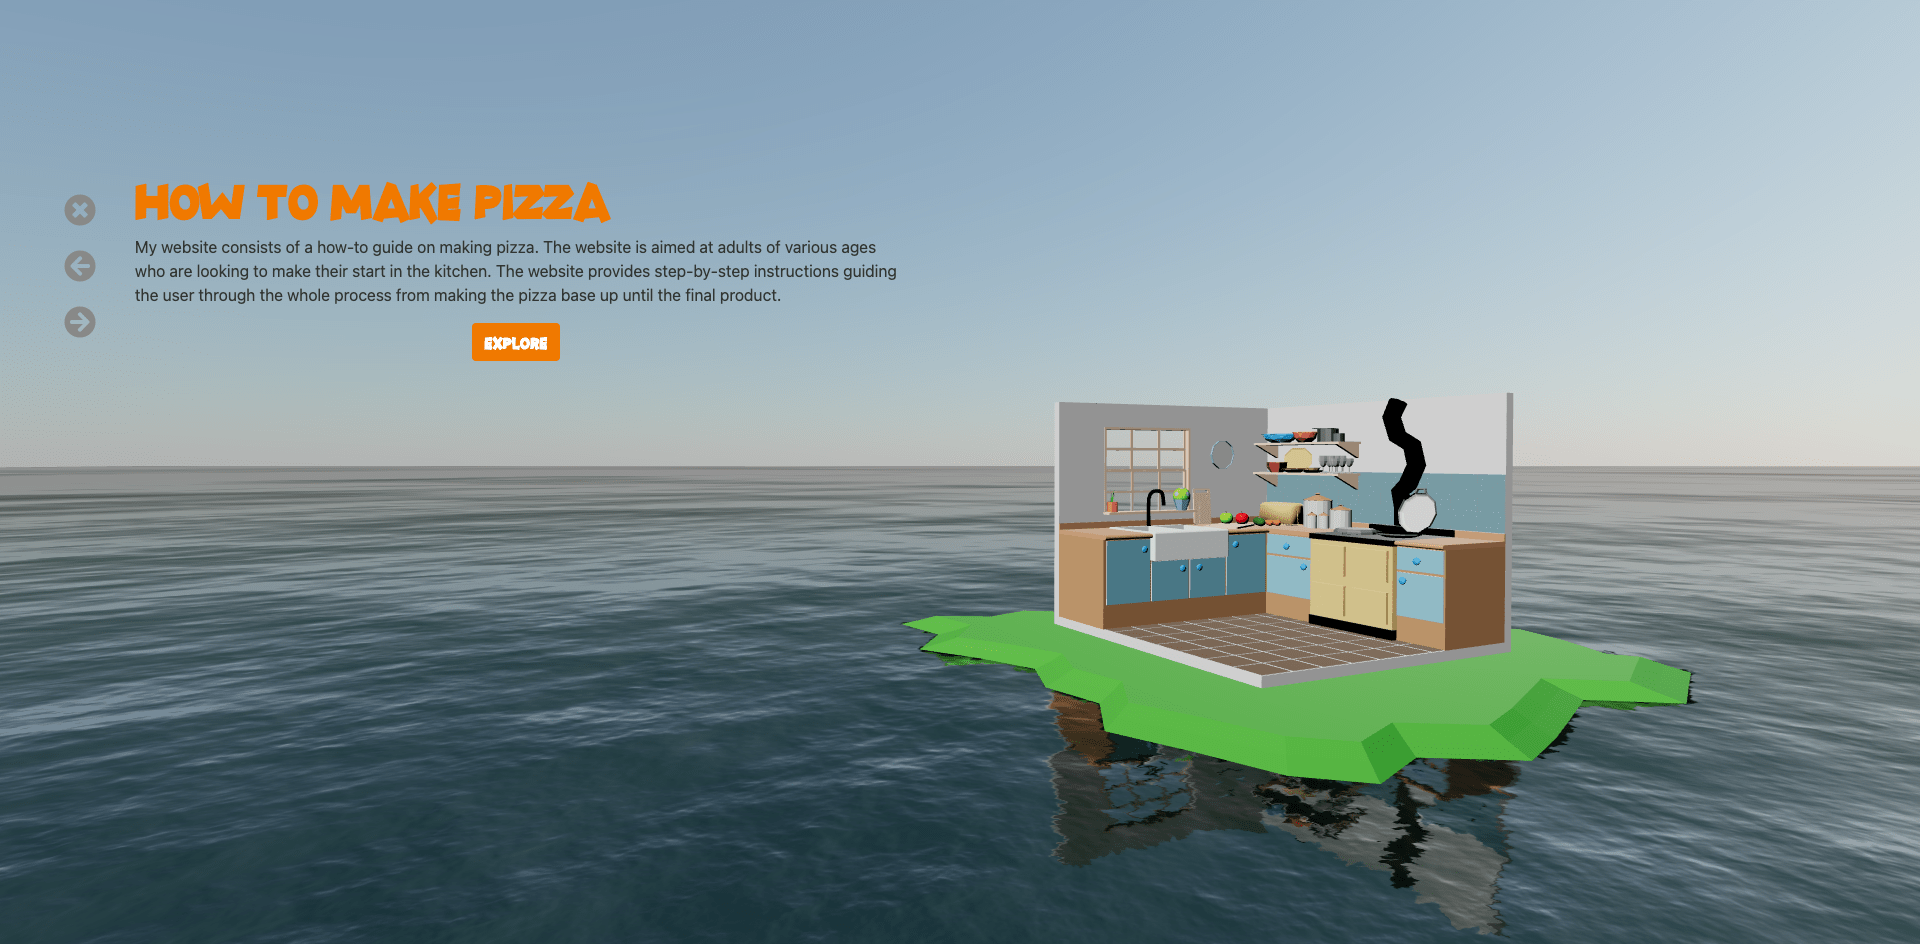 HOW TO MAKE PIZZA
My website consists of a how-to guide on making pizza. The website is aimed at adults of various ages
who are looking to make their start in the kitchen. The website provides step-by-step instructions guiding
the user through the whole process from making the pizza base up until the final product.
EXPLORE